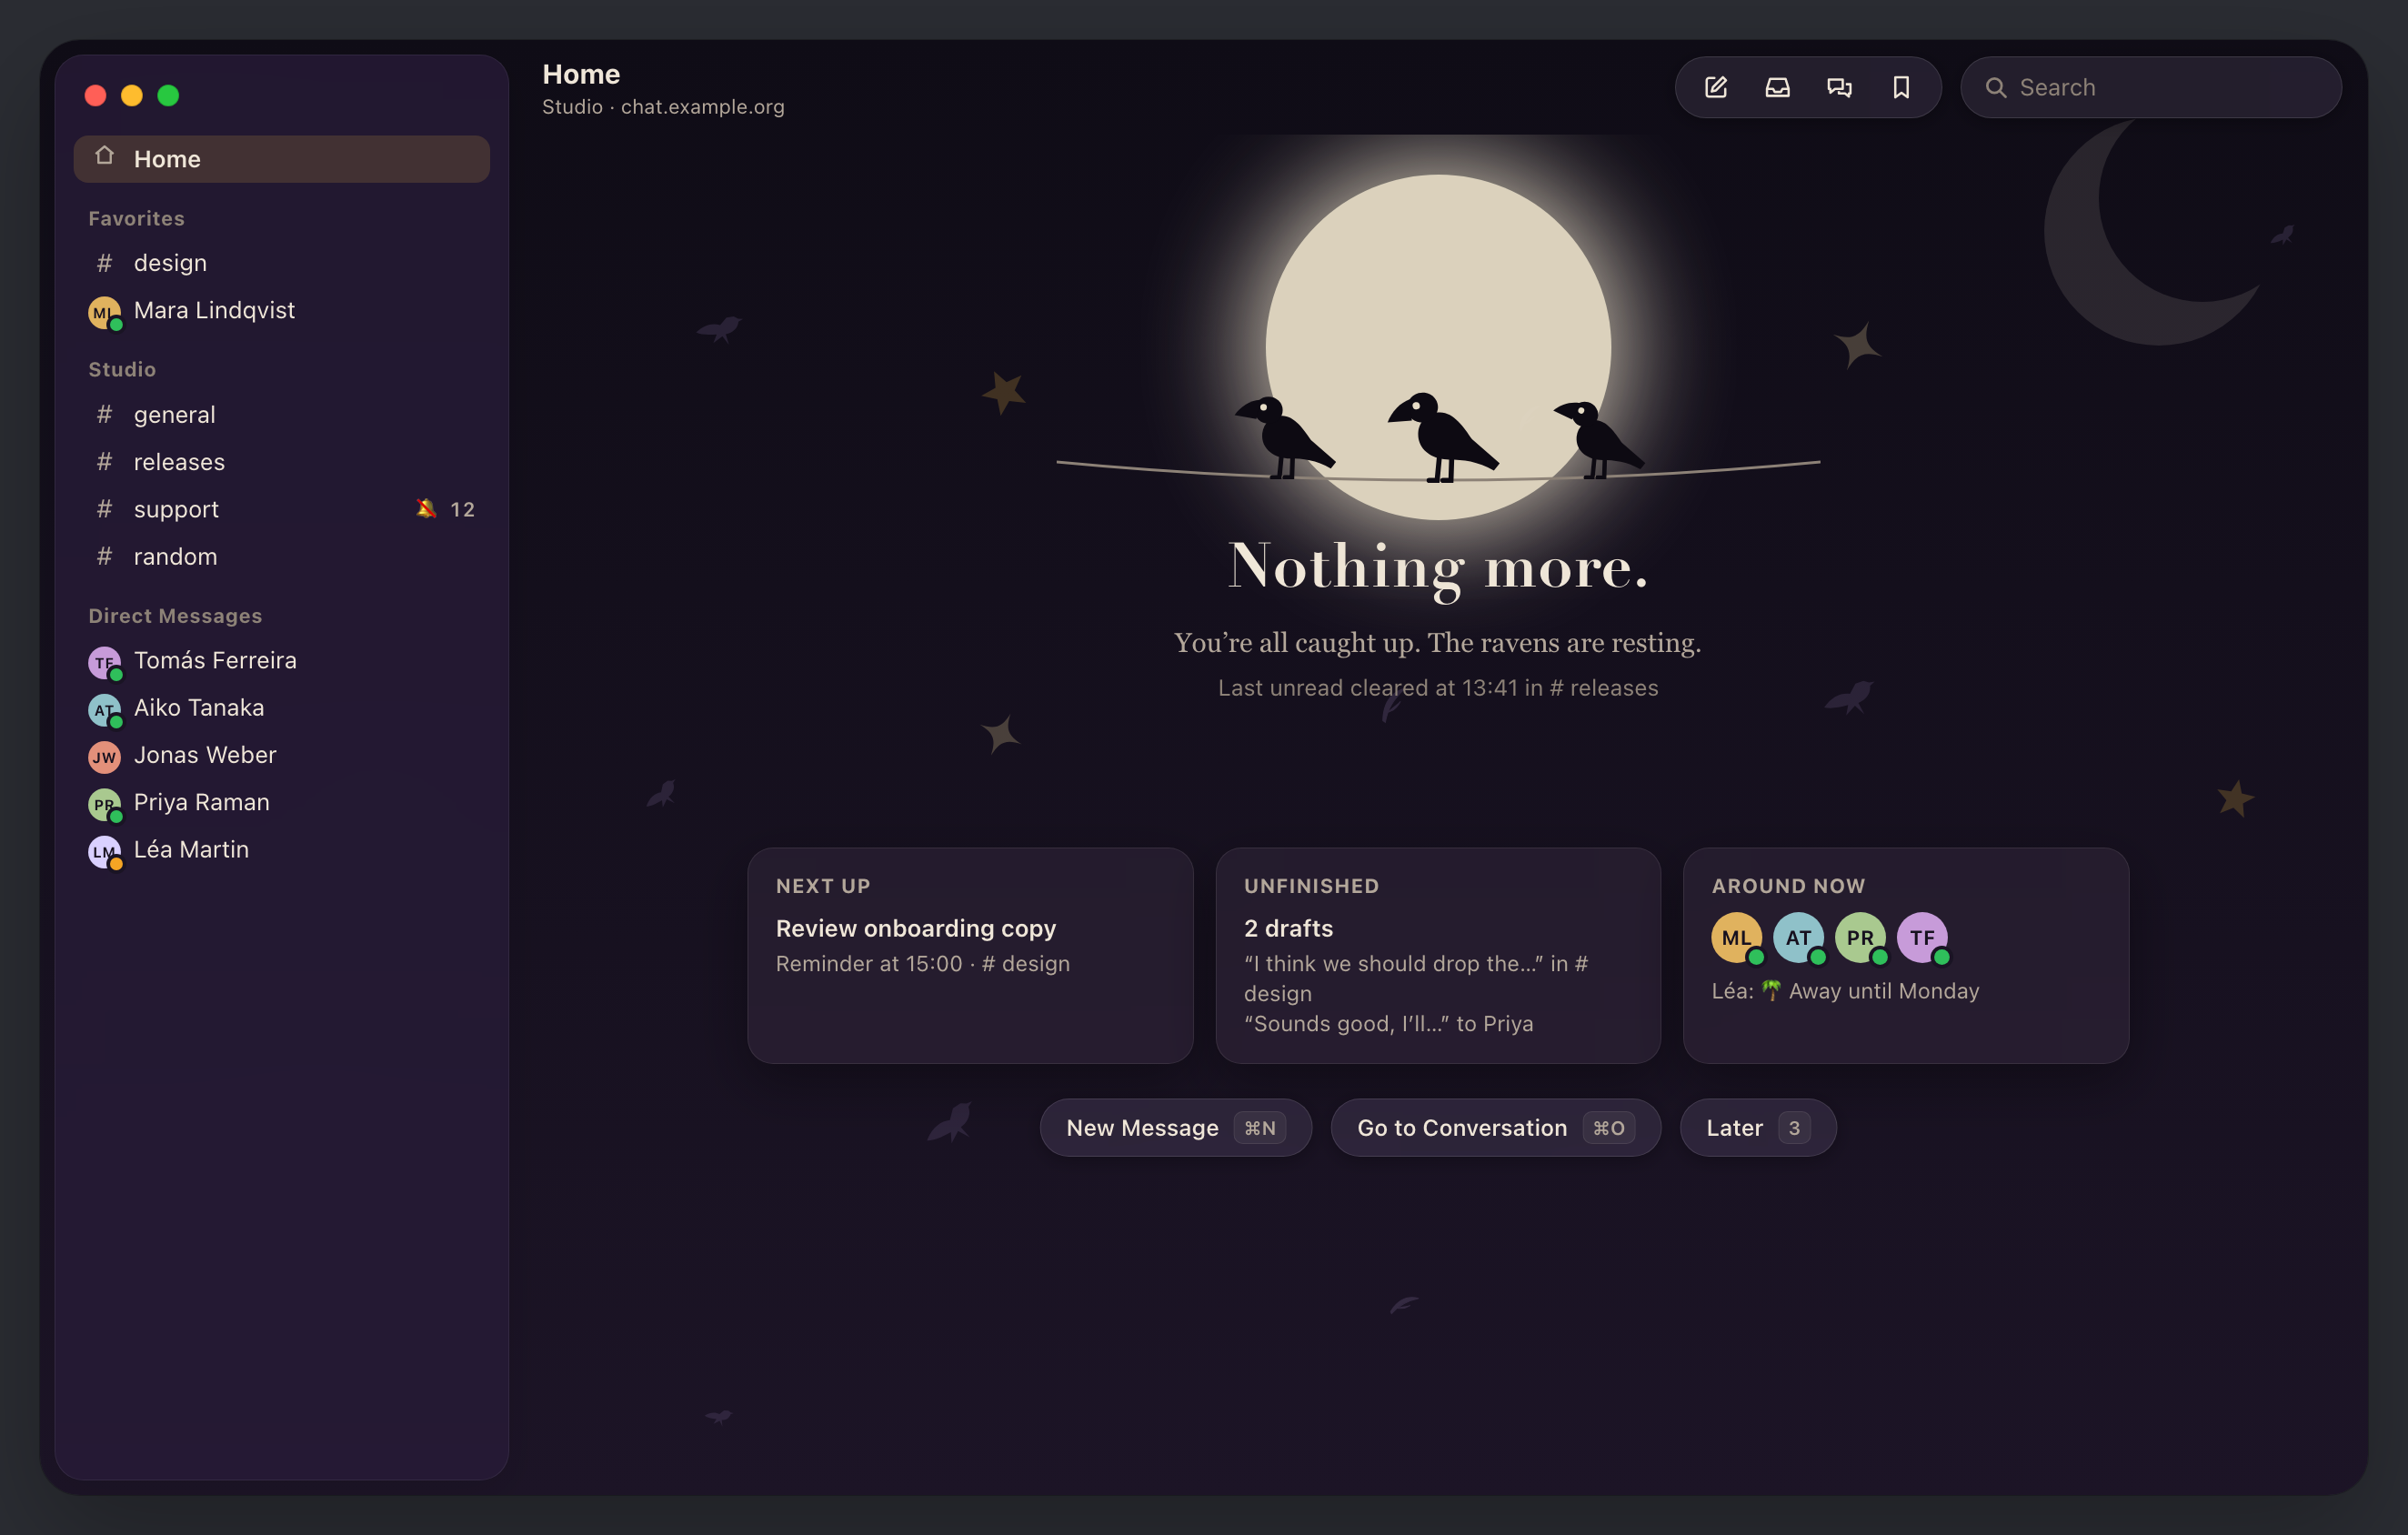 Home
Favorites
# design
ML Mara Lindqvist
Studio
# general
# releases
# support 12
# random
Direct Messages
TF Tomás Ferreira
AT Aiko Tanaka
JW Jonas Weber
PR Priya Raman
LM Léa Martin
Home
Studio · chat.example.org
Search
Nothing more.
You’re all caught up. The ravens are resting.
Last unread cleared at 13:41 in # releases
NEXT UP
Review onboarding copy
Reminder at 15:00 · # design
UNFINISHED
2 drafts
“I think we should drop the…” in #
design
“Sounds good, I’ll…” to Priya
AROUND NOW
ML AT PR TF
Léa: 🌴 Away until Monday
New Message ⌘N
Go to Conversation ⌘O
Later 3